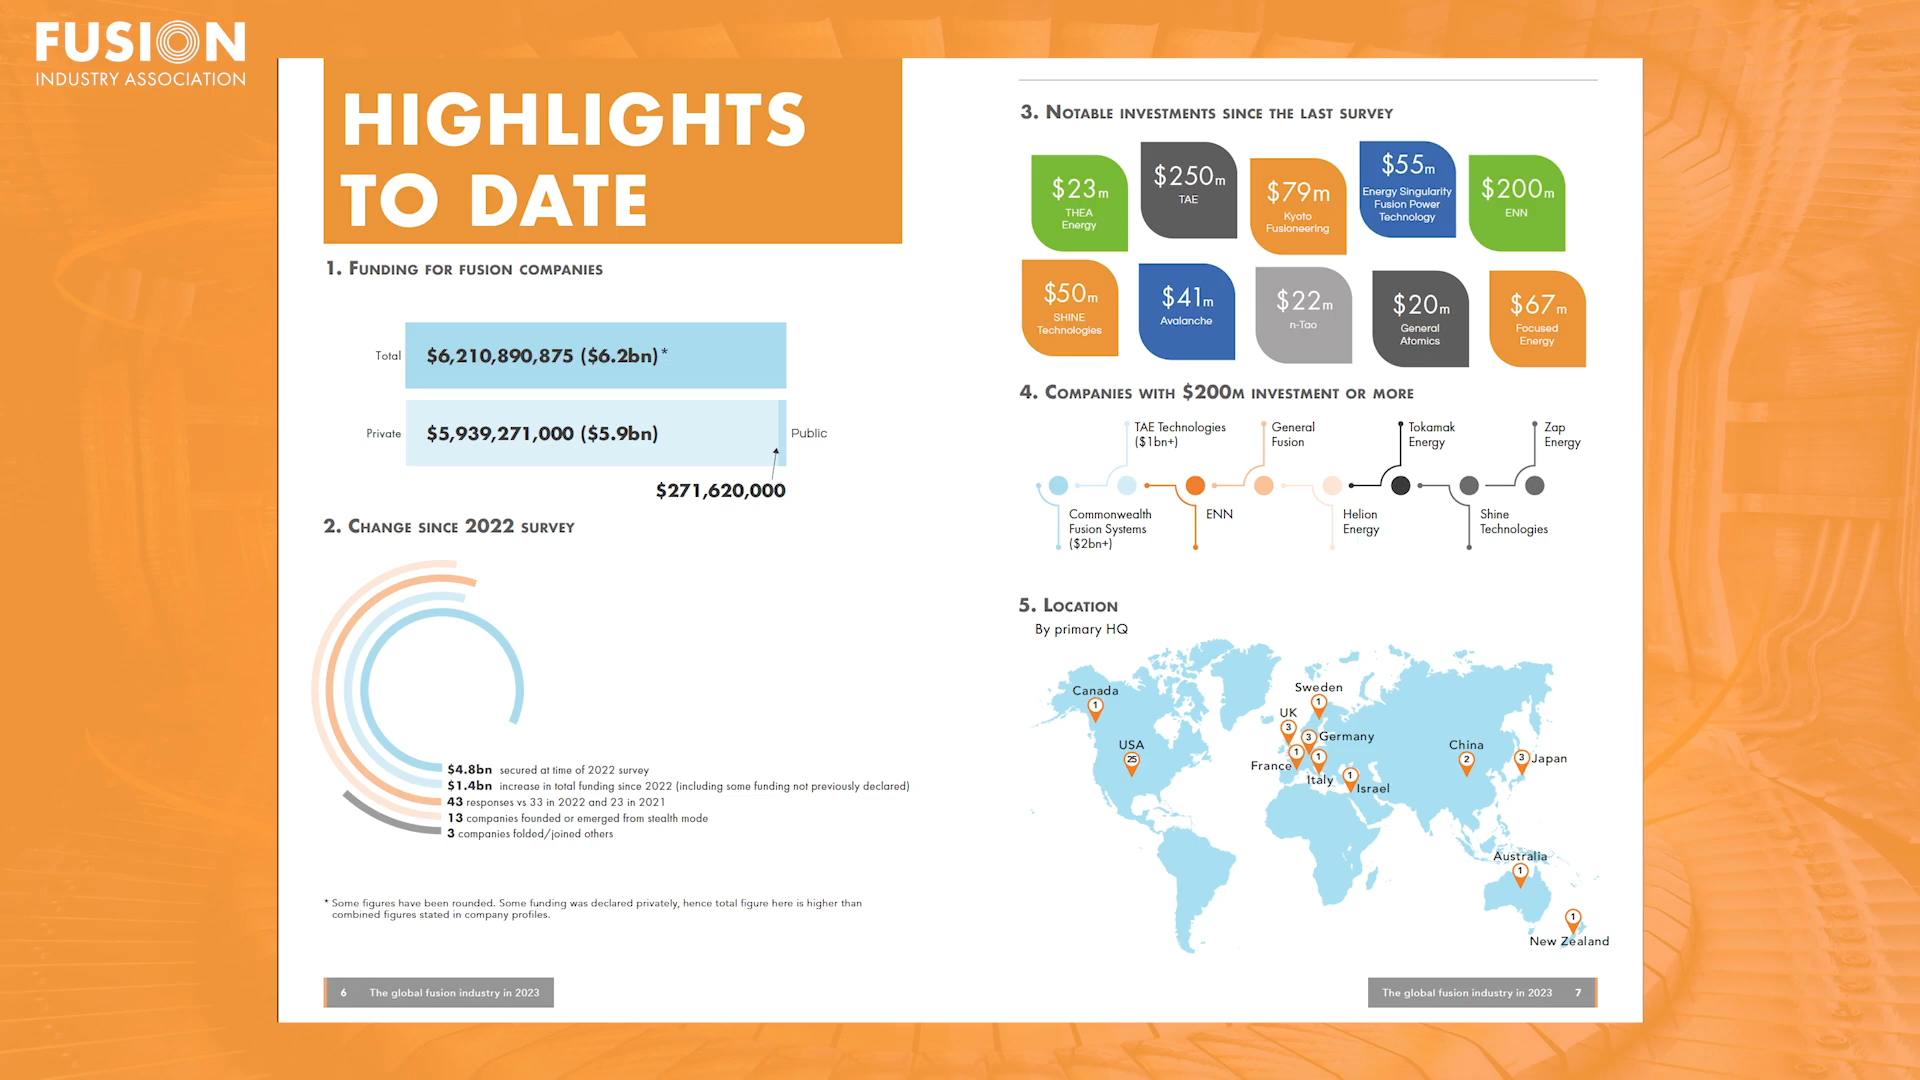 FUSION
INDUSTRY ASSOCIATION
HIGHLIGHTS
TO DATE
1. FUNDING FOR FUSION COMPANIES
Total
$6,210,890,875 ($6.2bn)*
Private
$5,939,271,000 ($5.9bn)
Public
$271,620,000
2. CHANGE SINCE 2022 SURVEY
$4.8bn secured at time of 2022 survey
$1.4bn increase in total funding since 2022 (including some funding not previously declared)
43 responses vs 33 in 2022 and 23 in 2021
13 companies founded or emerged from stealth mode
3 companies folded/joined others
* Some figures have been rounded. Some funding was declared privately, hence total figure here is higher than
combined figures stated in company profiles.
6 The global fusion industry in 2023
3. NOTABLE INVESTMENTS SINCE THE LAST SURVEY
$23m
THEA
Energy
$250m
TAE
$79m
Kyoto
Fusioneering
$55m
Energy Singularity
Fusion Power
Technology
$200m
ENN
$50m
SHINE
Technologies
$41m
Avalanche
$22m
n-Tao
$20m
General
Atomics
$67m
Focused
Energy
4. COMPANIES WITH $200M INVESTMENT OR MORE
TAE Technologies
($1bn+)
General
Fusion
Tokamak
Energy
Zap
Energy
Commonwealth
Fusion Systems
($2bn+)
ENN
Helion
Energy
Shine
Technologies
5. LOCATION
By primary HQ
Canada
1
USA
25
Sweden
1
UK
3
3 Germany
France 1
1
Italy
1
Israel
China
2
3 Japan
Australia
1
1
New Zealand
The global fusion industry in 2023 7